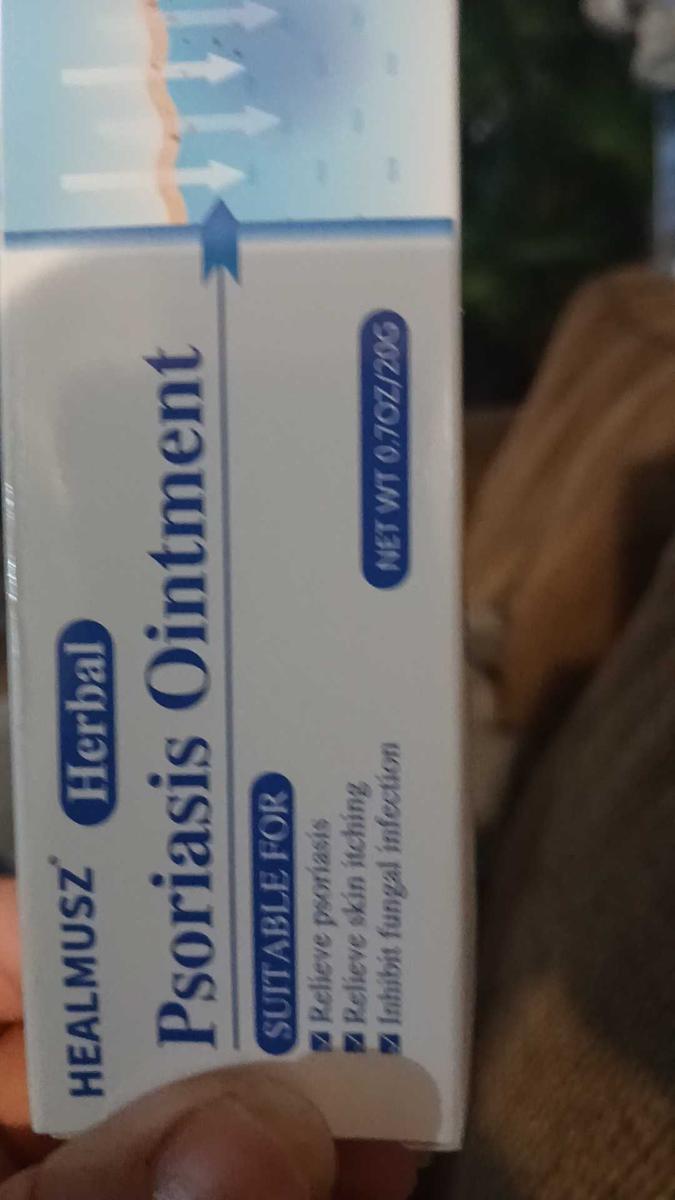 HEALMUSZ® Herbal
Psoriasis Ointment
SUITABLE FOR
☑ Relieve psoriasis
☑ Relieve skin itching
☑ Inhibit fungal infection
NET WT 0.7OZ/20G